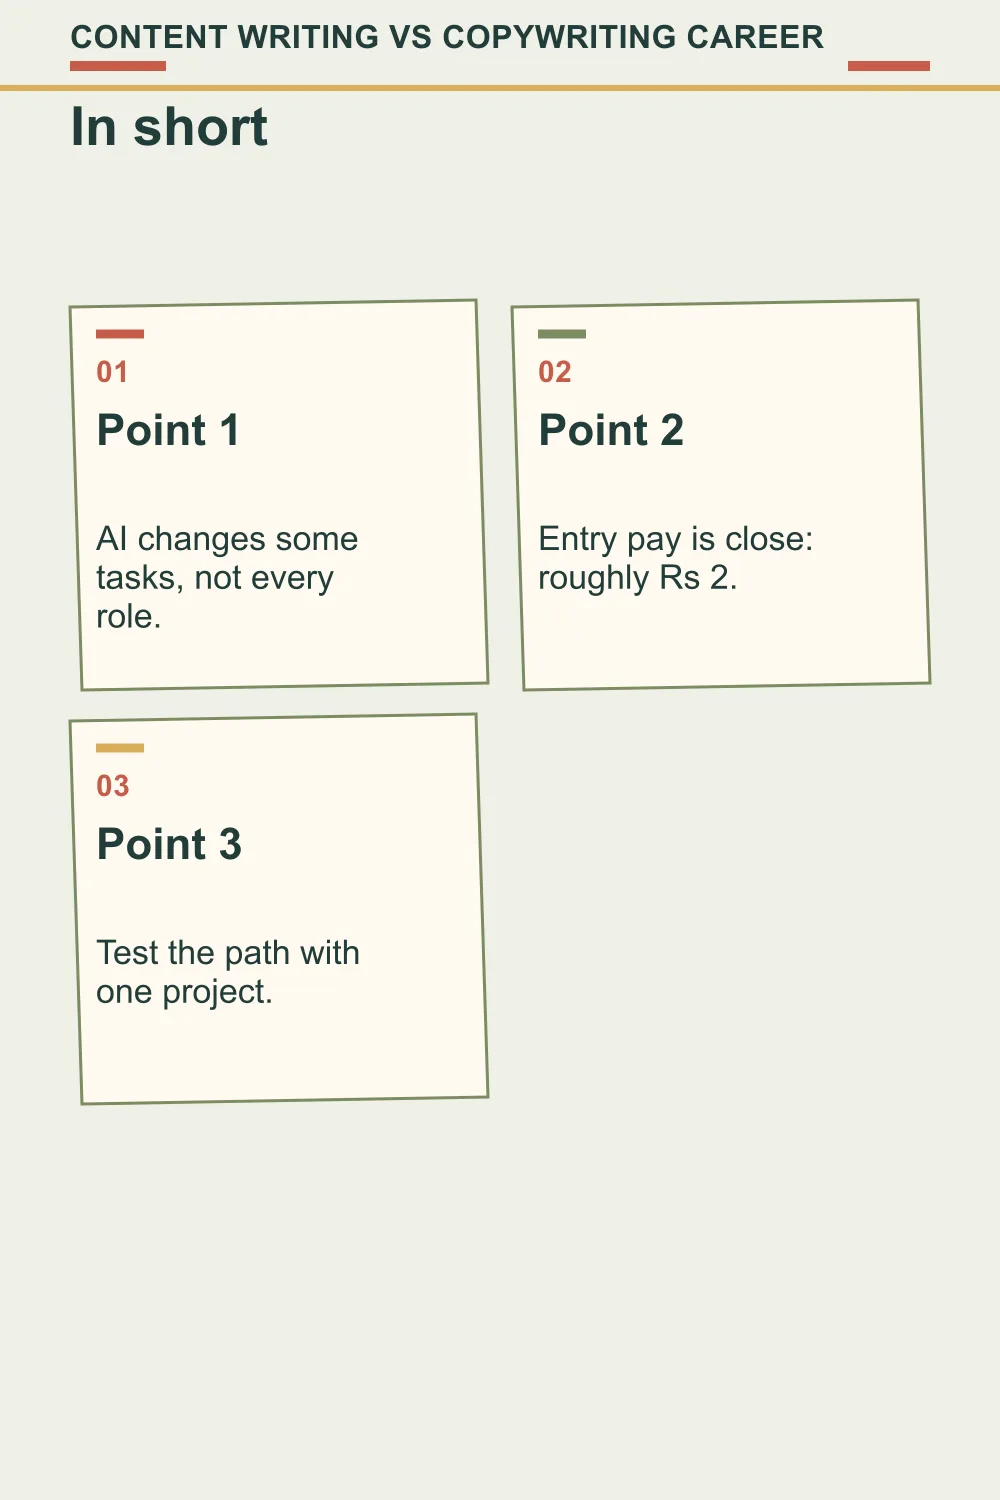 CONTENT WRITING VS COPYWRITING CAREER
In short
01
Point 1
AI changes some
tasks, not every
role.
02
Point 2
Entry pay is close:
roughly Rs 2.
03
Point 3
Test the path with
one project.